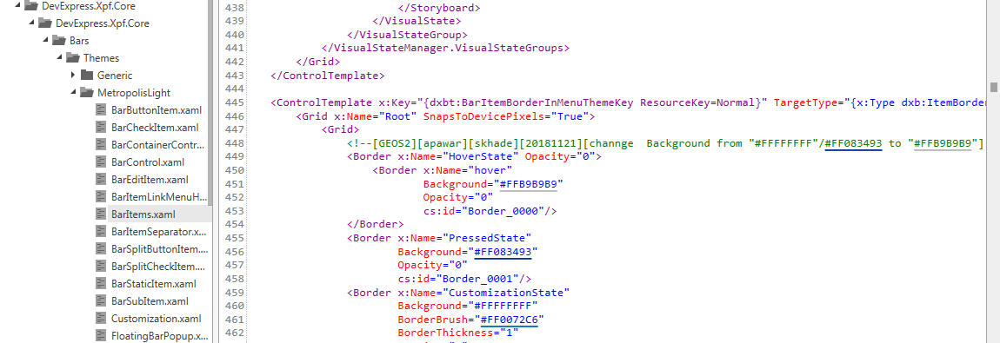 DevExpress.Xpf.Core
DevExpress.Xpf.Core
Bars
Themes
Generic
MetropolisLight
BarButtonItem.xaml
BarCheckItem.xaml
BarContainerContr...
BarControl.xaml
BarEditItem.xaml
BarItemLinkMenuH...
BarItems.xaml
BarItemSeparator.x...
BarSplitButtonItem....
BarSplitCheckItem....
BarStaticItem.xaml
BarSubItem.xaml
Customization.xaml
FloatingBarPopup.x...
438 </Storyboard>
439 </VisualState>
440 </VisualStateGroup>
441 </VisualStateManager.VisualStateGroups>
442 </Grid>
443 </ControlTemplate>
444
445 <ControlTemplate x:Key="{dxbt:BarItemBorderInMenuThemeKey ResourceKey=Normal}" TargetType="{x:Type dxb:ItemBorder
446 <Grid x:Name="Root" SnapsToDevicePixels="True">
447 <Grid>
448 <!--[GEOS2][apawar][skhade][20181121][channge  Background from "#FFFFFFFF"/#FF083493 to "#FFB9B9B9"]
449 <Border x:Name="HoverState" Opacity="0">
450 <Border x:Name="hover"
451 Background="#FFB9B9B9"
452 Opacity="0"
453 cs:id="Border_0000"/>
454 </Border>
455 <Border x:Name="PressedState"
456 Background="#FF083493"
457 Opacity="0"
458 cs:id="Border_0001"/>
459 <Border x:Name="CustomizationState"
460 Background="#FFFFFFFF"
461 BorderBrush="#FF0072C6"
462 BorderThickness="1"